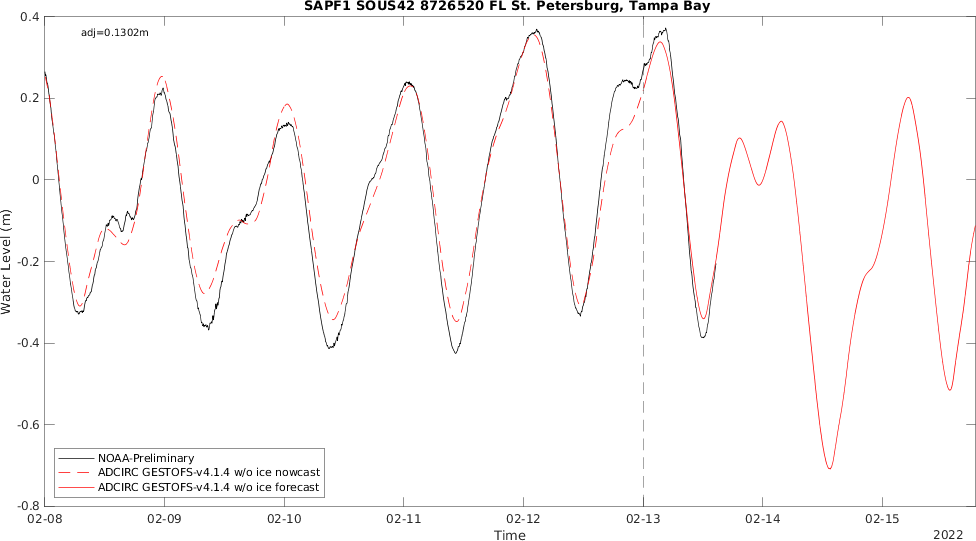 SAPF1 SOUS42 8726520 FL St. Petersburg, Tampa Bay
adj=0.1302m
0.4
0.2
0
-0.2
-0.4
-0.6
-0.8
Water Level (m)
NOAA-Preliminary
ADCIRC GESTOFS-v4.1.4 w/o ice nowcast
ADCIRC GESTOFS-v4.1.4 w/o ice forecast
02-08 02-09 02-10 02-11 02-12 02-13 02-14 02-15
Time
2022